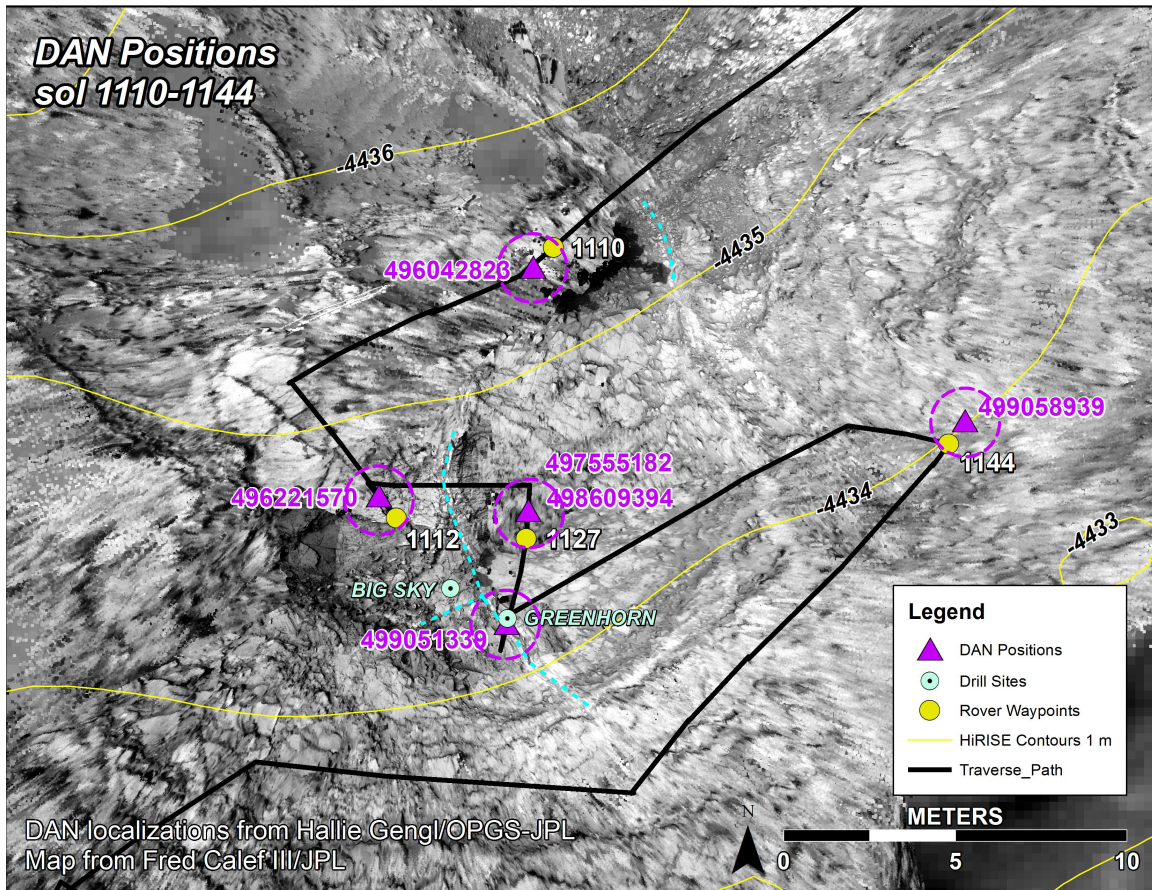 DAN Positions
sol 1110-1144
-4436
-4435
1110
496042823
499058939
1144
497555182
496221570
498609394
-4434
1112
1127
-4433
BIG SKY
GREENHORN
499051339
Legend
DAN Positions
Drill Sites
Rover Waypoints
HiRISE Contours 1 m
Traverse_Path
N
METERS
0
5
10
DAN localizations from Hallie Gengl/OPGS-JPL
Map from Fred Calef III/JPL